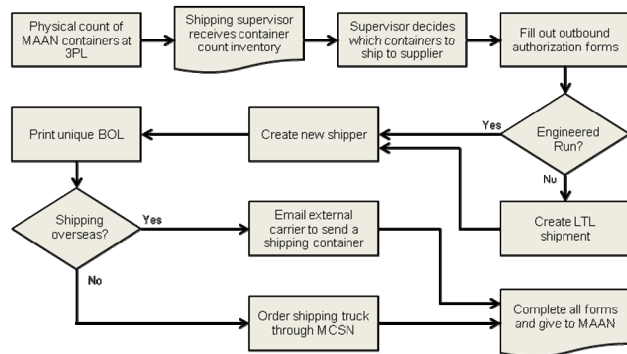 Physical count of
MAAN containers at
3PL
Shipping supervisor
receives container
count inventory
Supervisor decides
which containers to
ship to supplier
Fill out outbound
authorization forms
Engineered
Run?
Yes
No
Create new shipper
Print unique BOL
Create LTL
shipment
Shipping
overseas?
Yes
No
Email external
carrier to send a
shipping container
Order shipping truck
through MCSN
Complete all forms
and give to MAAN